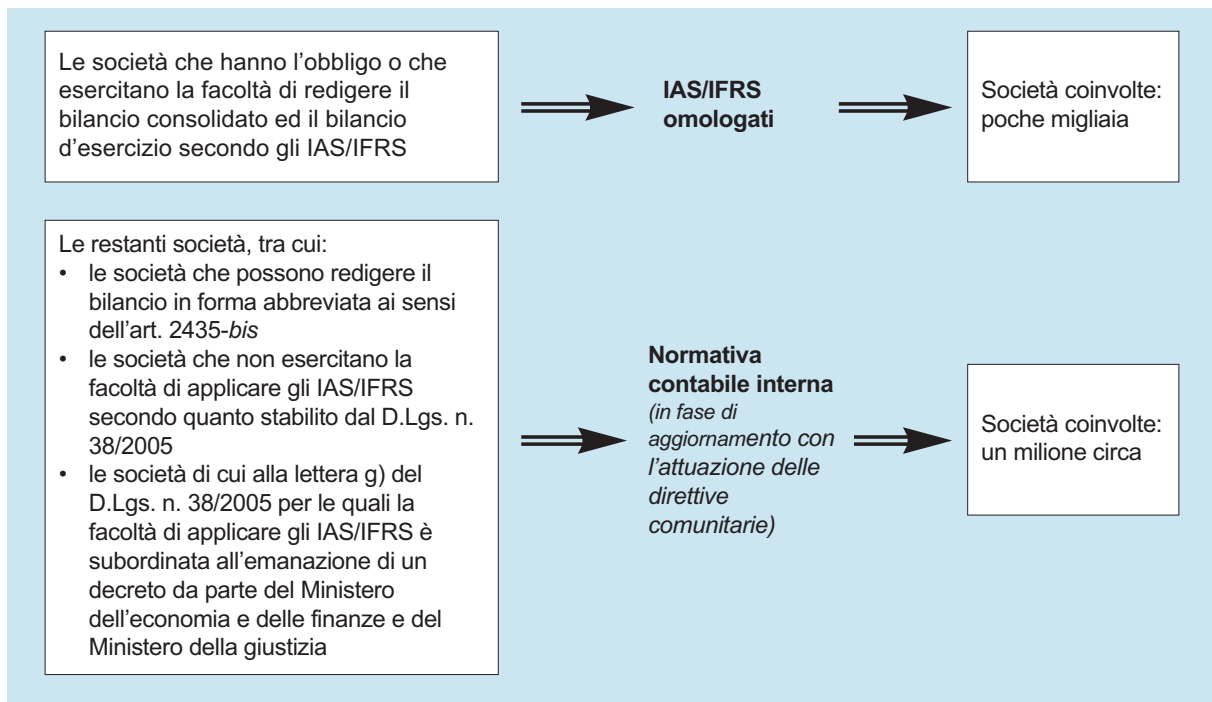 Le società che hanno l'obbligo o che
esercitano la facoltà di redigere il
bilancio consolidato ed il bilancio
d'esercizio secondo gli IAS/IFRS
IAS/IFRS
omologati
Società coinvolte:
poche migliaia
Le restanti società, tra cui:
• le società che possono redigere il
bilancio in forma abbreviata ai sensi
dell'art. 2435-bis
• le società che non esercitano la
facoltà di applicare gli IAS/IFRS
secondo quanto stabilito dal D.Lgs. n.
38/2005
• le società di cui alla lettera g) del
D.Lgs. n. 38/2005 per le quali la
facoltà di applicare gli IAS/IFRS è
subordinata all'emanazione di un
decreto da parte del Ministero
dell'economia e delle finanze e del
Ministero della giustizia
Normativa
contabile interna
(in fase di
aggiornamento con
l'attuazione delle
direttive
comunitarie)
Società coinvolte:
un milione circa